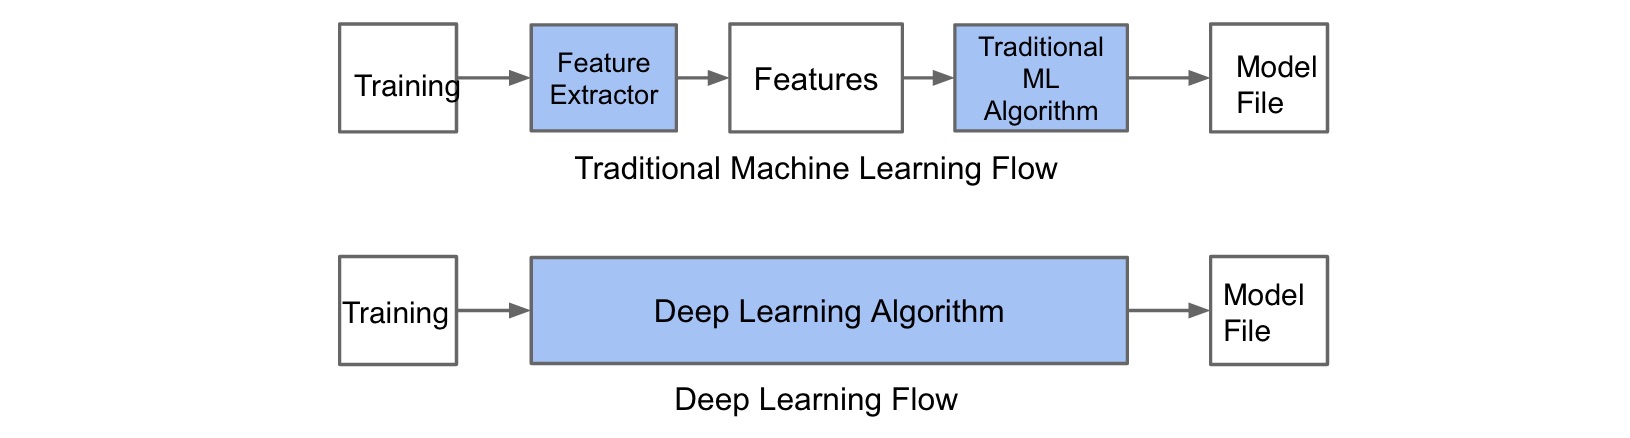 Training
Feature
Extractor
Features
Traditional
ML
Algorithm
Model
File
Traditional Machine Learning Flow
Training
Deep Learning Algorithm
Model
File
Deep Learning Flow